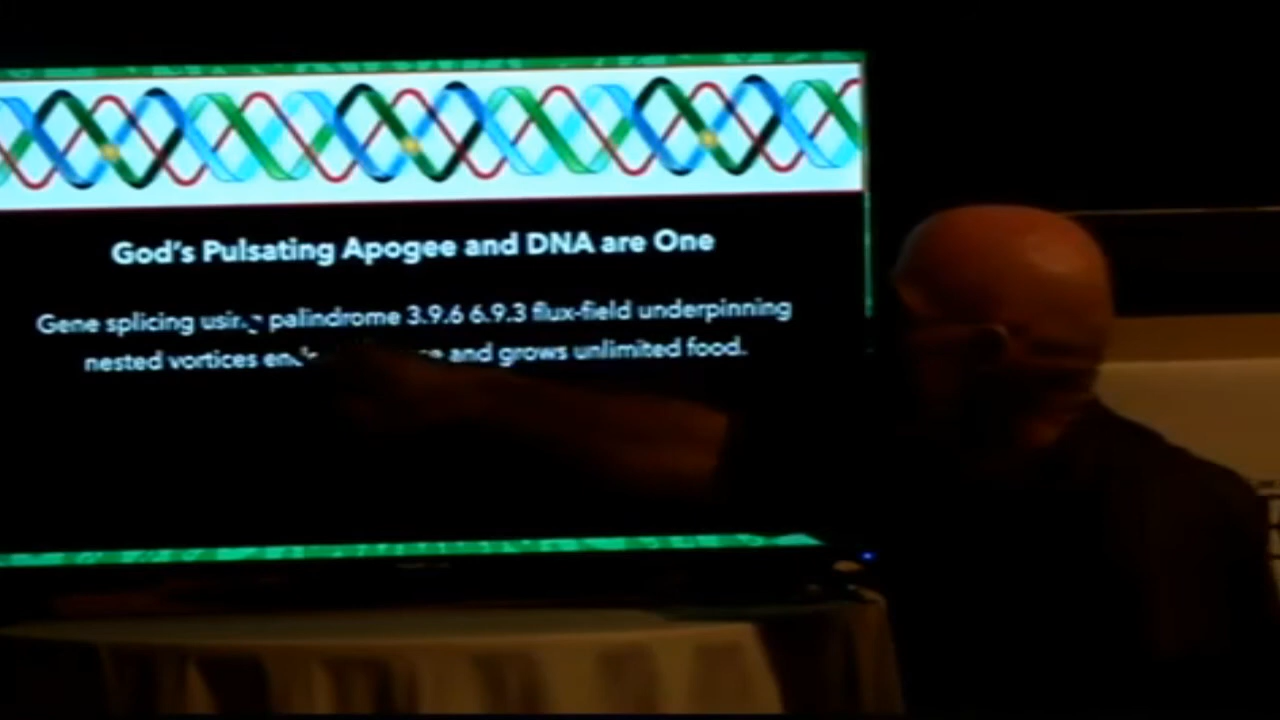 God's Pulsating Apogee and DNA are One
Gene splicing using palindrome 3.9.6 6.9.3 flux-field underpinning
nested vortices and grows unlimited food.